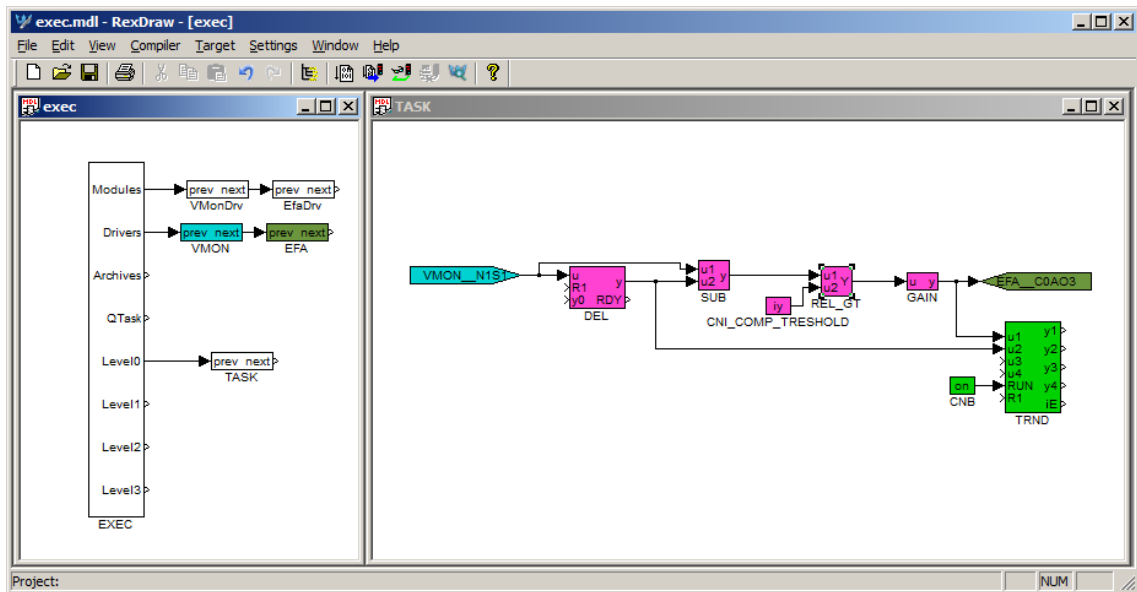 exec.mdl - RexDraw - [exec]
File Edit View Compiler Target Settings Window Help
exec
Modules
prev next
prev next
VMonDrv
EfaDrv
Drivers
prev next
prev next
VMON
EFA
Archives
QTask
Level0
prev next
TASK
Level1
Level2
Level3
EXEC
TASK
VMON__N1S1
u
R1
y0
y
RDY
DEL
u1
u2
y
SUB
iy
CNI_COMP_TRESHOLD
u1
u2
Y
REL_GT
u y
GAIN
EFA__C0AO3
on
CNB
u1
u2
u3
u4
RUN
R1
y1
y2
y3
y4
iE
TRND
Project:
NUM